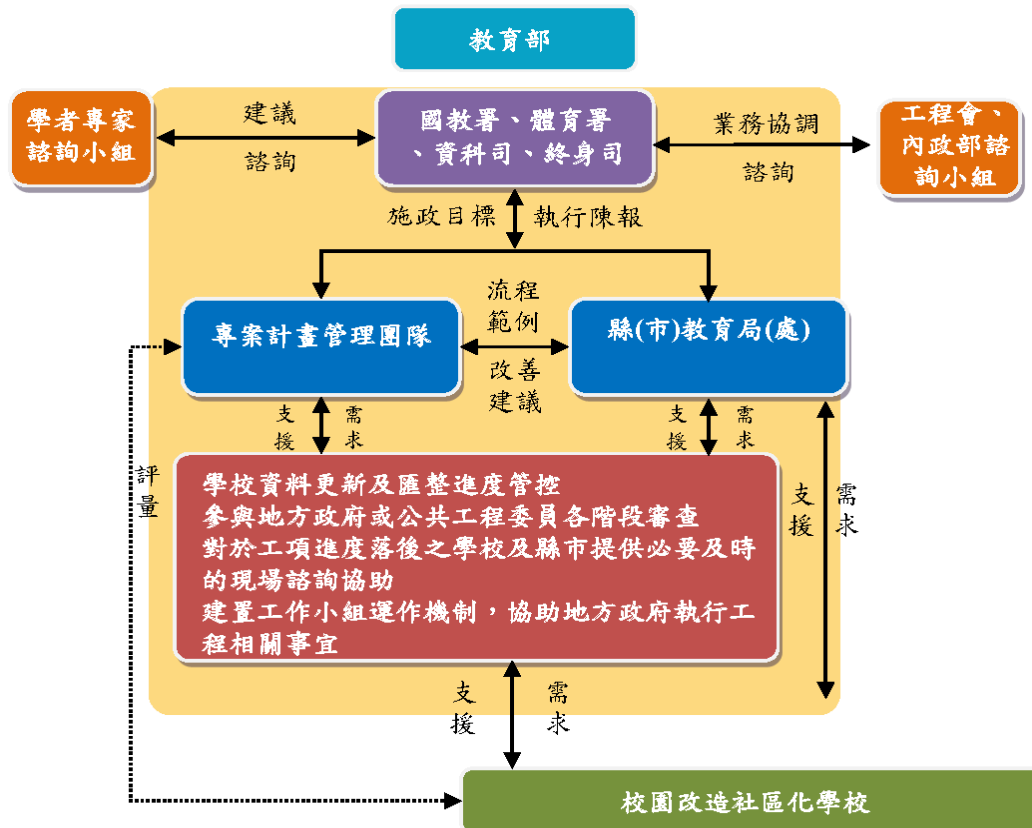 教育部
學者專家
諮詢小組
建議
諮詢
國教署、體育署
、資科司、終身司
業務協調
諮詢
工程會、
內政部諮
詢小組
施政目標
執行陳報
專案計畫管理團隊
流程
範例
改善
建議
縣(市)教育局(處)
支援
需求
支援
需求
評量
學校資料更新及匯整進度管控
參與地方政府或公共工程委員各階段審查
對於工項進度落後之學校及縣市提供必要及時
的現場諮詢協助
建置工作小組運作機制，協助地方政府執行工
程相關事宜
支援
需求
支援
需求
校園改造社區化學校